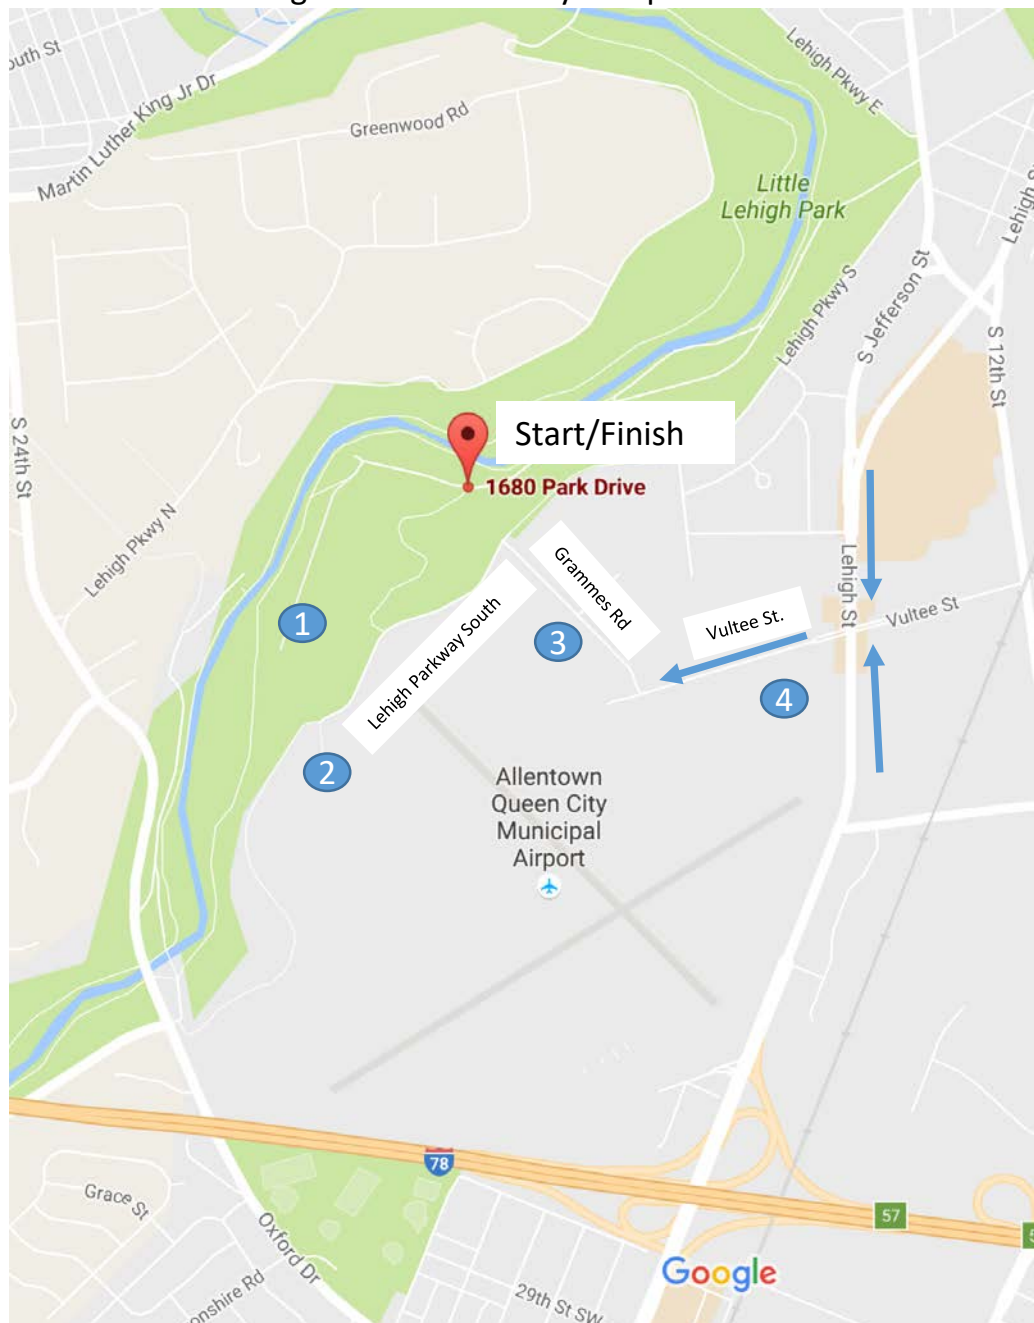 Lehigh Pkwy E
Greenwood Rd
Martin Luther King Jr Dr
Little
Lehigh Park
Lehigh Pkwy S
S Jefferson St
S 12th St
S 24th St
Start/Finish
1680 Park Drive
Lehigh Pkwy N
Grammes Rd
Lehigh St
1
Vultee St.
Vultee St
3
Lehigh Parkway South
4
2
Allentown
Queen City
Municipal
Airport
78
57
Grace St
Oxford Dr
Google
29th St SW